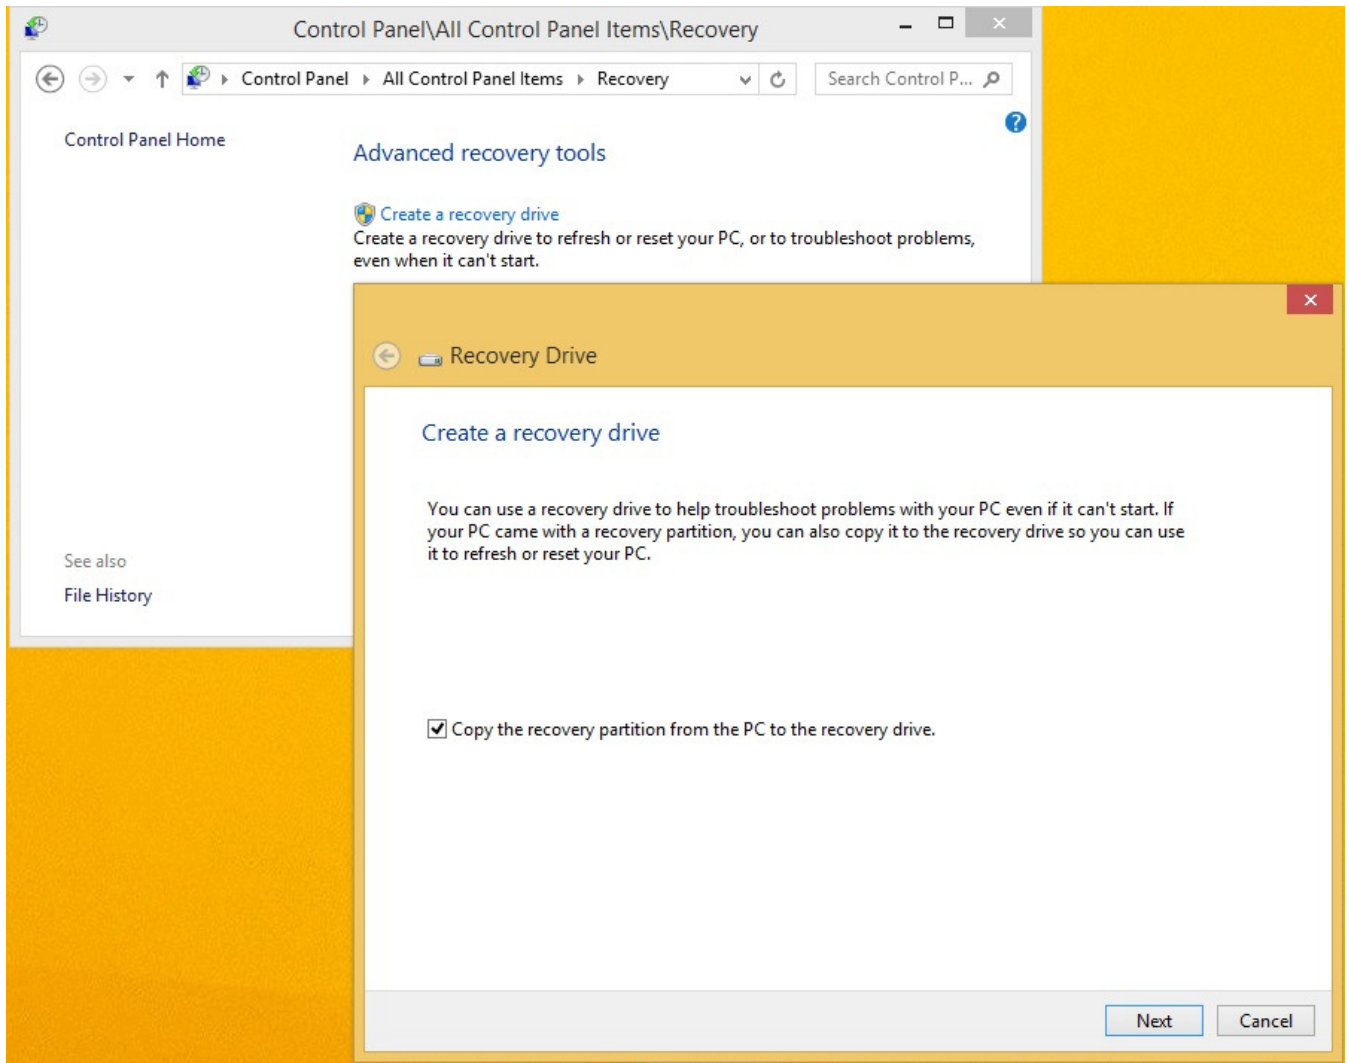 Control Panel\All Control Panel Items\Recovery
Control Panel All Control Panel Items Recovery
Search Control P...
Control Panel Home
Advanced recovery tools
Create a recovery drive
Create a recovery drive to refresh or reset your PC, or to troubleshoot problems,
even when it can't start.
See also
File History
Recovery Drive
Create a recovery drive
You can use a recovery drive to help troubleshoot problems with your PC even if it can't start. If
your PC came with a recovery partition, you can also copy it to the recovery drive so you can use
it to refresh or reset your PC.
Copy the recovery partition from the PC to the recovery drive.
Next Cancel